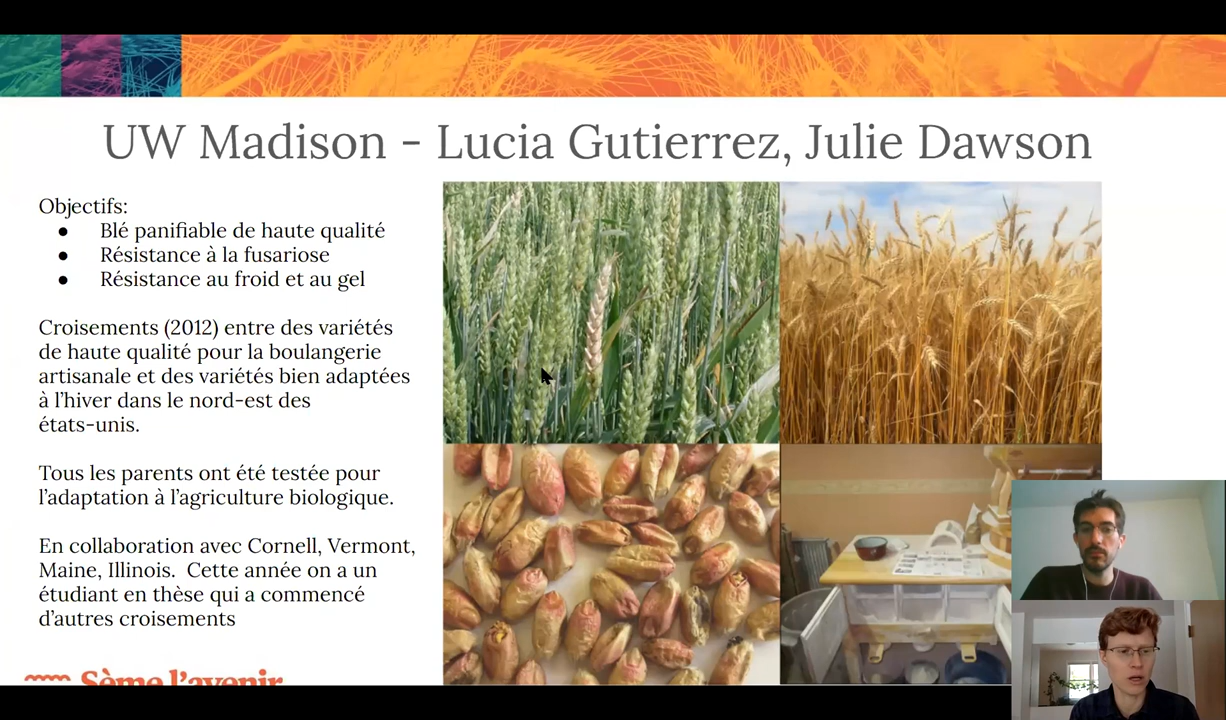 UW Madison - Lucia Gutierrez, Julie Dawson
Objectifs:
● Blé panifiable de haute qualité
● Résistance à la fusariose
● Résistance au froid et au gel
Croisements (2012) entre des variétés
de haute qualité pour la boulangerie
artisanale et des variétés bien adaptées
à l'hiver dans le nord-est des
états-unis.
Tous les parents ont été testée pour
l'adaptation à l'agriculture biologique.
En collaboration avec Cornell, Vermont,
Maine, Illinois.  Cette année on a un
étudiant en thèse qui a commencé
d'autres croisements
Sème l'avenir